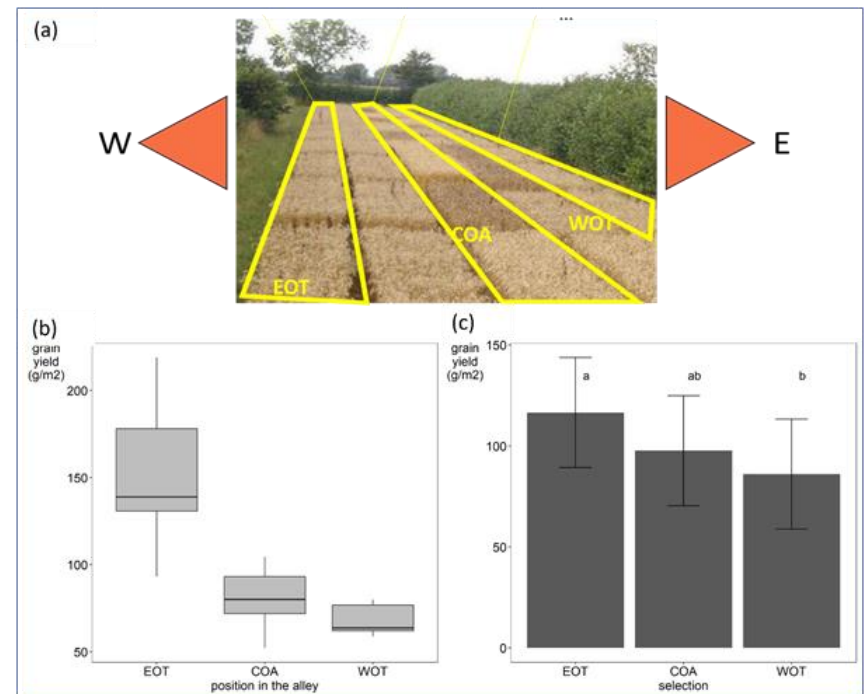 (a)
...
W
E
EOT
COA
WOT
(b)
grain
yield
(g/m2)
200
150
100
50
EOT
COA
WOT
position in the alley
(c)
grain
yield
(g/m2)
150
100
50
0
a
ab
b
EOT
COA
WOT
selection